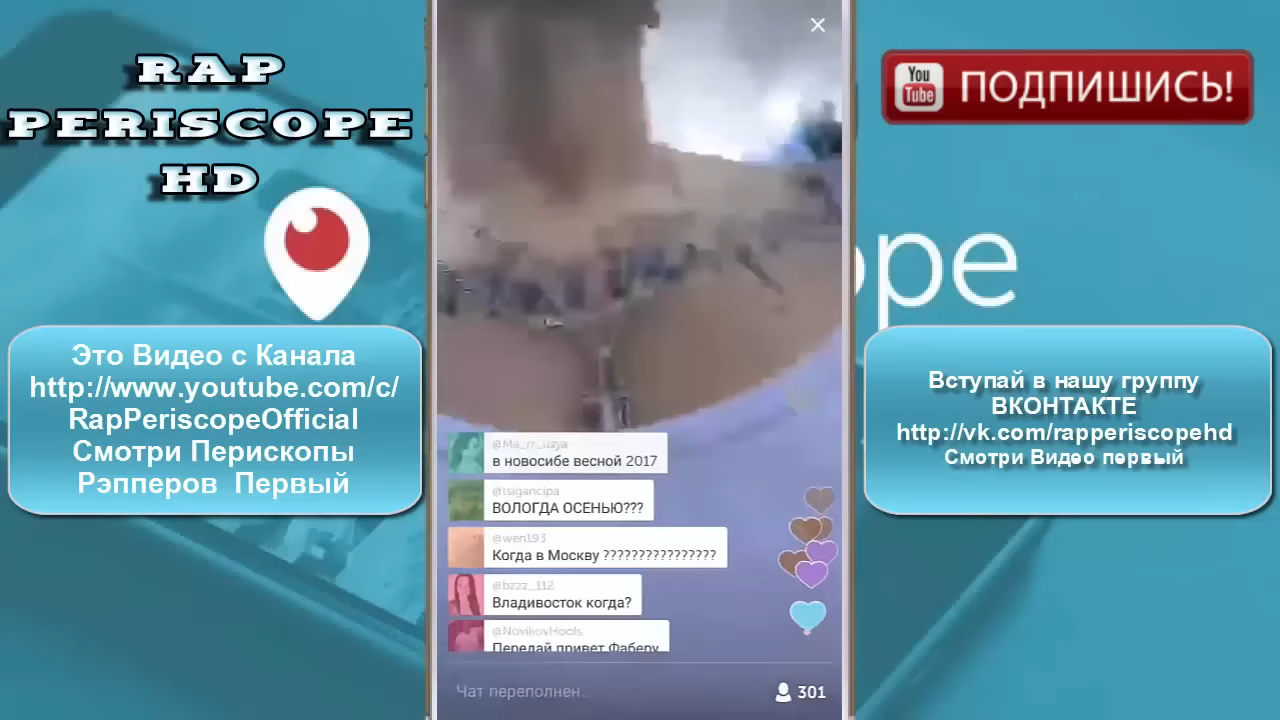 RAP
PERISCOPE
HD
Это Видео с Канала
http://www.youtube.com/c/
RapPeriscopeOfficial
Смотри Перископы
Рэпперов Первый
@Ma_rr_usya
в новосибе весной 2017
@tsigancipa
ВОЛОГДА ОСЕНЬЮ???
@wen193
Когда в Москву ????????????????
@bzzz_112
Владивосток когда?
@NovikovHools
Передай привет Фаберу
Чат переполнен.
301
You
Tube
ПОДПИШИСЬ!
ope
Вступай в нашу группу
ВКОНТАКТЕ
http://vk.com/rapperiscopehd
Смотри Видео первый